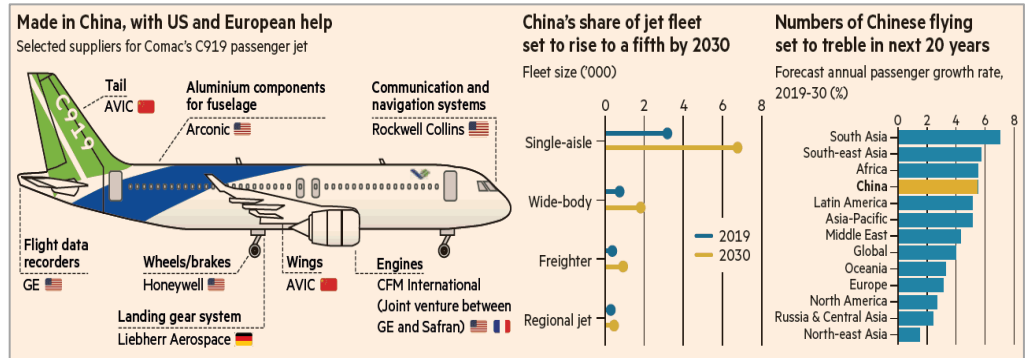 Made in China, with US and European help
Selected suppliers for Comac's C919 passenger jet
C919
Tail
AVIC
Aluminium components
for fuselage
Arconic
Communication and
navigation systems
Rockwell Collins
Flight data
recorders
GE
Wheels/brakes
Honeywell
Landing gear system
Liebherr Aerospace
Wings
AVIC
Engines
CFM International
(Joint venture between
GE and Safran)
China's share of jet fleet
set to rise to a fifth by 2030
Fleet size ('000)
0 2 4 6 8
Single-aisle
Wide-body
Freighter
Regional jet
2019
2030
Numbers of Chinese flying
set to treble in next 20 years
Forecast annual passenger growth rate,
2019-30 (%)
0 2 4 6 8
South Asia
South-east Asia
Africa
China
Latin America
Asia-Pacific
Middle East
Global
Oceania
Europe
North America
Russia & Central Asia
North-east Asia